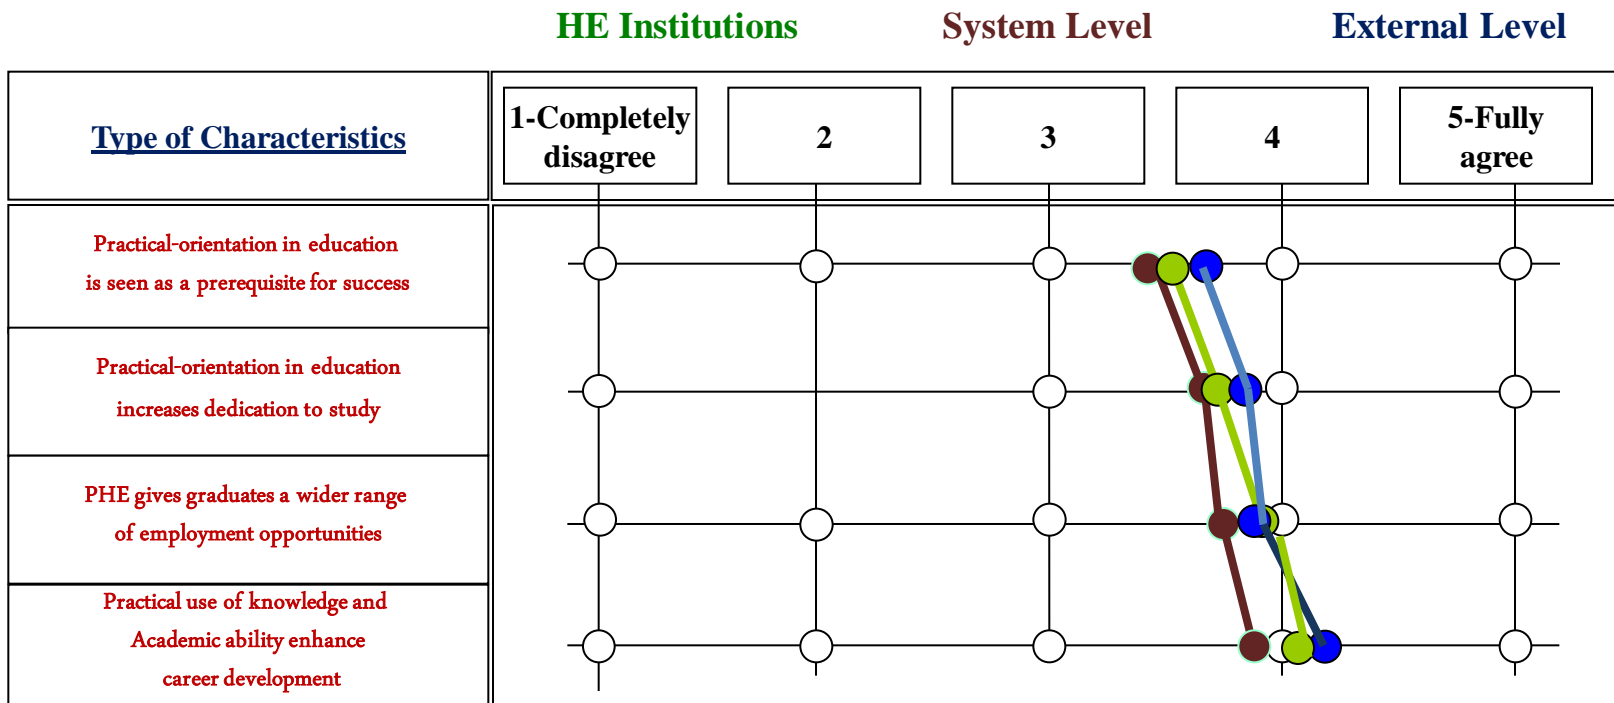 HE Institutions System Level External Level
Type of Characteristics
1-Completely
disagree
2
3
4
5-Fully
agree
Practical-orientation in education
is seen as a prerequisite for success
Practical-orientation in education
increases dedication to study
PHE gives graduates a wider range
of employment opportunities
Practical use of knowledge and
Academic ability enhance
career development